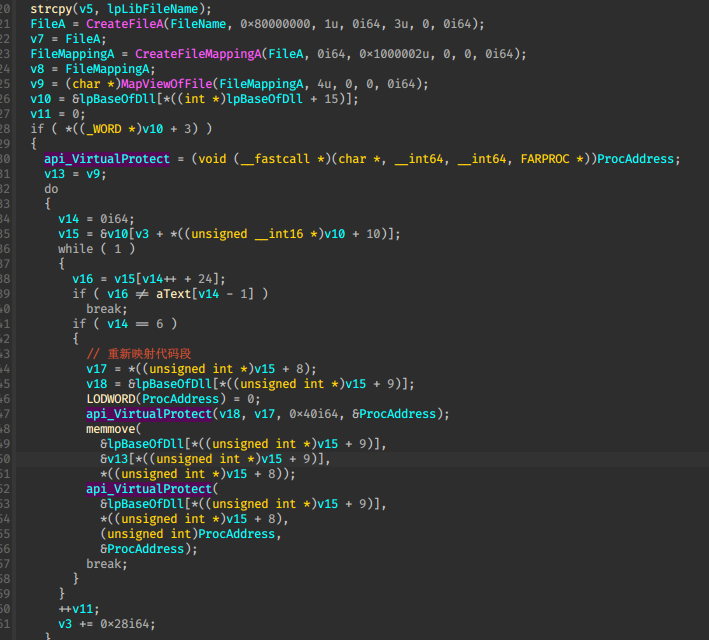 20 strcpy(v5, lpLibFileName);
21 FileA = CreateFileA(FileName, 0×80000000, 1u, 0i64, 3u, 0, 0i64);
22 v7 = FileA;
23 FileMappingA = CreateFileMappingA(FileA, 0i64, 0×1000002u, 0, 0, 0i64);
24 v8 = FileMappingA;
25 v9 = (char *)MapViewOfFile(FileMappingA, 4u, 0, 0, 0i64);
26 v10 = &lpBaseOfDll[*((int *)lpBaseOfDll + 15)];
27 v11 = 0;
28 if ( *((_WORD *)v10 + 3) )
29 {
30 api_VirtualProtect = (void (__fastcall *)(char *, __int64, __int64, FARPROC *))ProcAddress;
31 v13 = v9;
32 do
33 {
34 v14 = 0i64;
35 v15 = &v10[v3 + *((unsigned __int16 *)v10 + 10)];
36 while ( 1 )
37 {
38 v16 = v15[v14++ + 24];
39 if ( v16 ≠ aText[v14 - 1] )
40 break;
41 if ( v14 == 6 )
42 {
43 // 重新映射代码段
44 v17 = *((unsigned int *)v15 + 8);
45 v18 = &lpBaseOfDll[*((unsigned int *)v15 + 9)];
46 LODWORD(ProcAddress) = 0;
47 api_VirtualProtect(v18, v17, 0×40i64, &ProcAddress);
48 memmove(
49 &lpBaseOfDll[*((unsigned int *)v15 + 9)],
50 &v13[*((unsigned int *)v15 + 9)],
51 *((unsigned int *)v15 + 8));
52 api_VirtualProtect(
53 &lpBaseOfDll[*((unsigned int *)v15 + 9)],
54 *((unsigned int *)v15 + 8),
55 (unsigned int)ProcAddress,
56 &ProcAddress);
57 break;
58 }
59 }
60 ++v11;
61 v3 += 0×28i64;
}